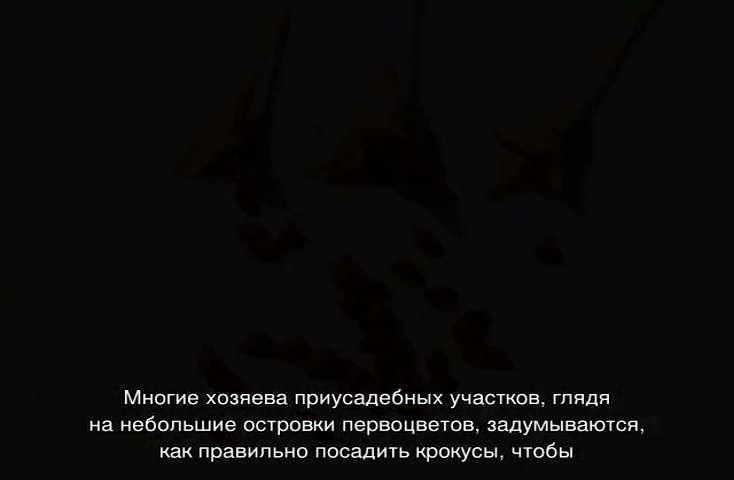 Многие хозяева приусадебных участков, глядя
на небольшие островки первоцветов, задумываются,
как правильно посадить крокусы, чтобы